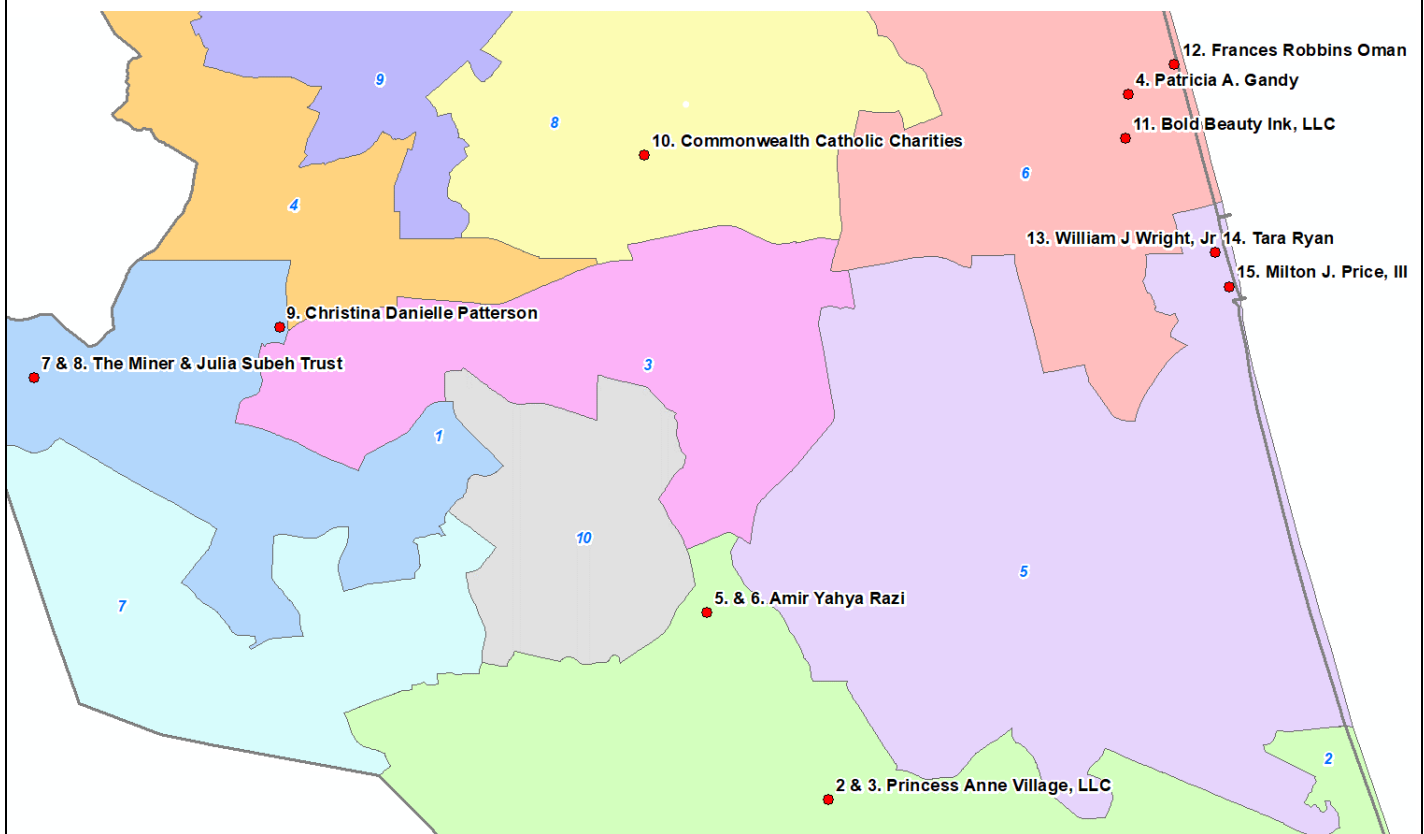 12. Frances Robbins Oman
9
4. Patricia A. Gandy
8
11. Bold Beauty Ink, LLC
10. Commonwealth Catholic Charities
6
4
13. William J Wright, Jr 14. Tara Ryan
15. Milton J. Price, III
9. Christina Danielle Patterson
7 & 8. The Miner & Julia Subeh Trust
3
1
10
5
7
5. & 6. Amir Yahya Razi
2
2 & 3. Princess Anne Village, LLC